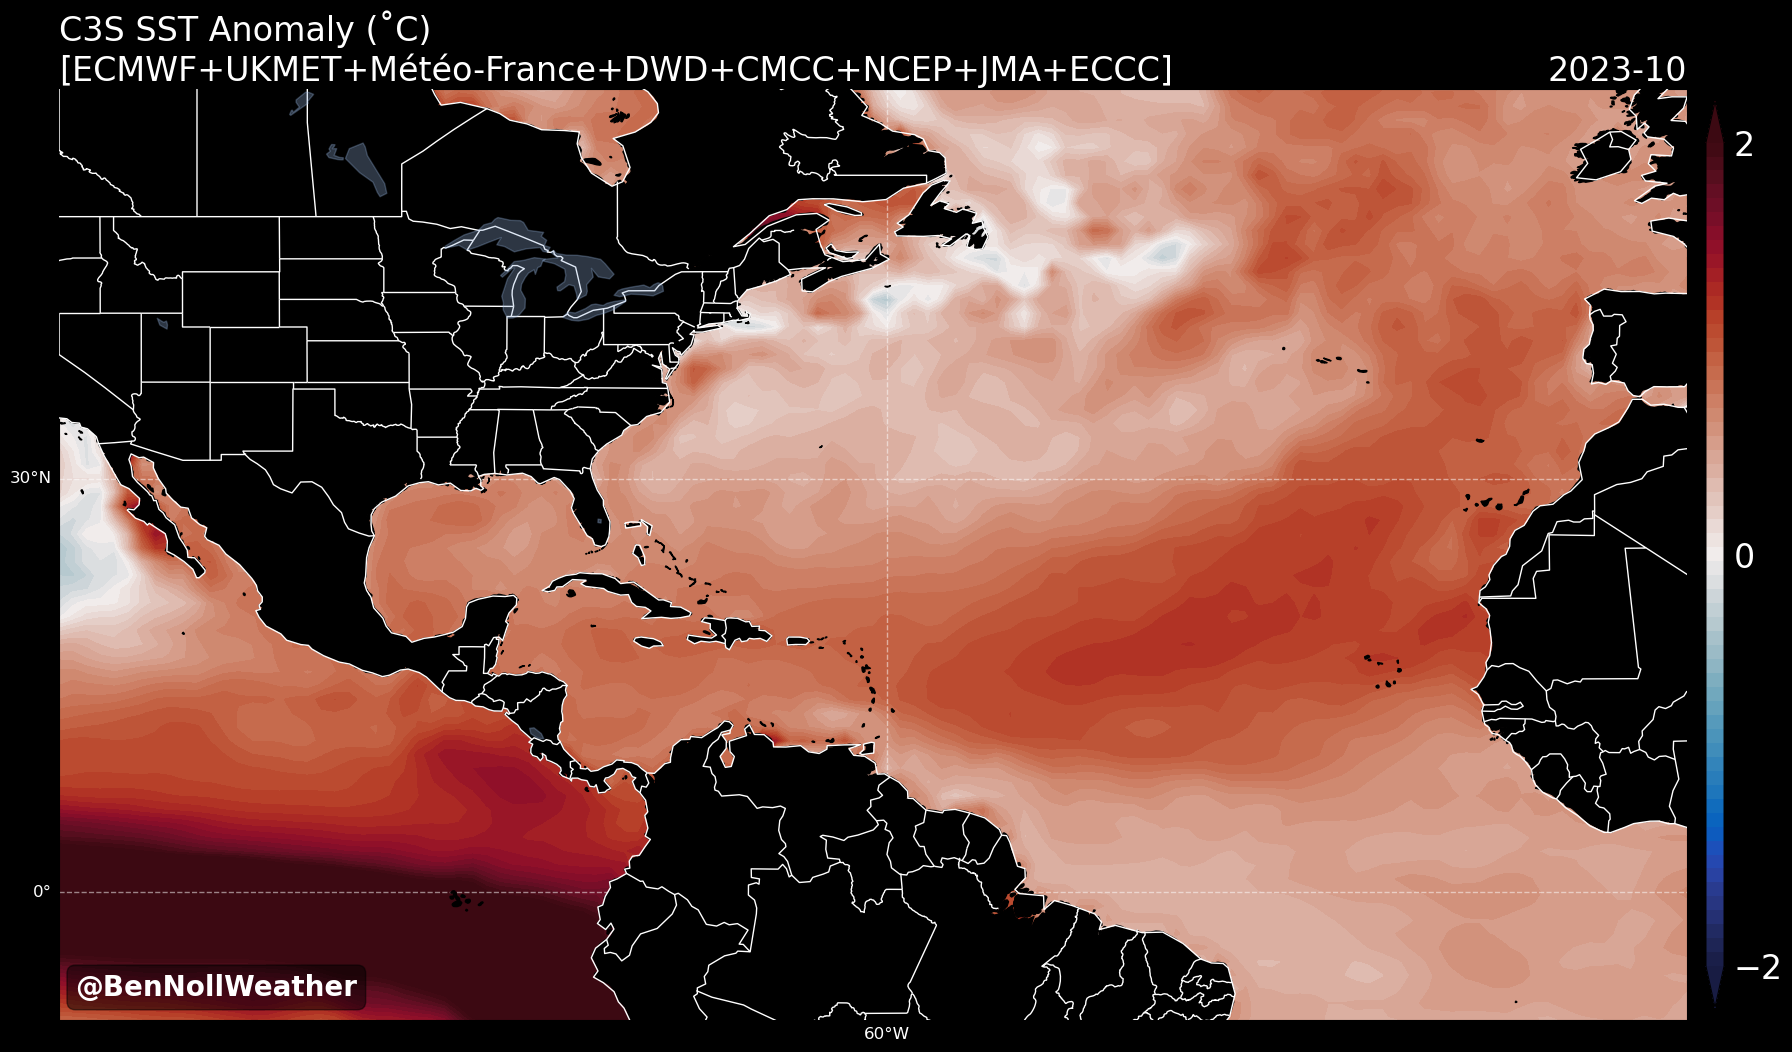 C3S SST Anomaly (˚C)
[ECMWF+UKMET+Météo-France+DWD+CMCC+NCEP+JMA+ECCC]
2023-10
2
0
−2
30°N
0°
60°W
@BenNollWeather